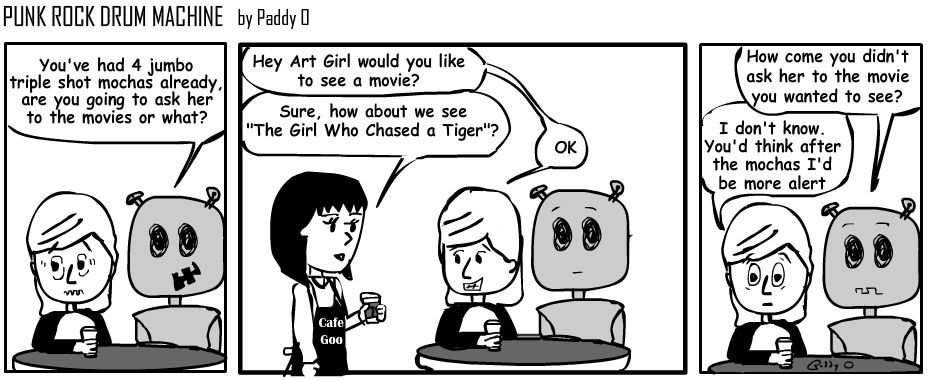 PUNK ROCK DRUM MACHINE by Paddy O
You've had 4 jumbo
triple shot mochas already,
are you going to ask her
to the movies or what?
Hey Art Girl would you like
to see a movie?
Sure, how about we see
"The Girl Who Chased a Tiger"?
OK
Cafe
Goo
How come you didn't
ask her to the movie
you wanted to see?
I don't know.
You'd think after
the mochas I'd
be more alert
Paddy O